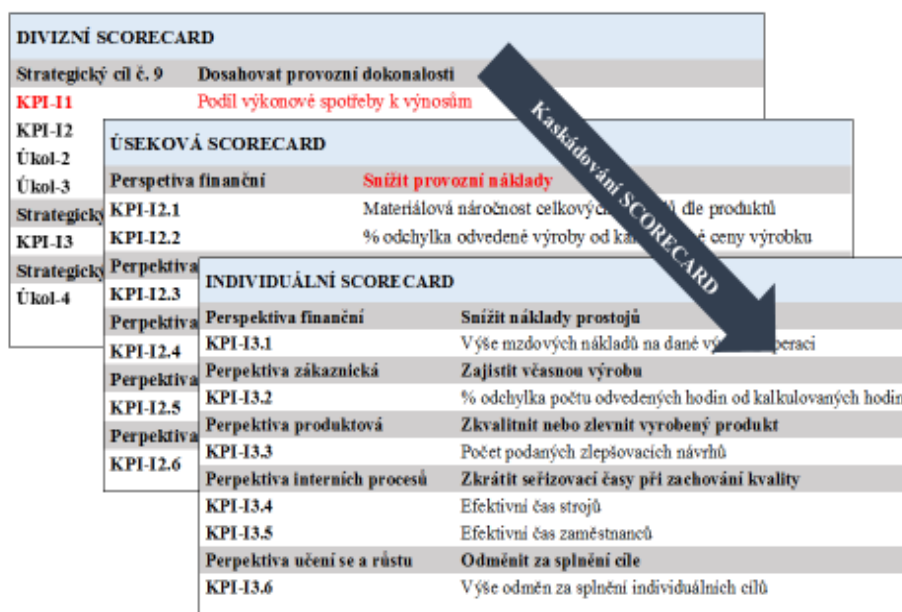 DIVIZNÍ SCORECARD
Strategický cíl č. 9 Dosahovat provozní dokonalosti
KPI-I1 Podíl výkonové spotřeby k výnosům
KPI-I2
Úkol-2
Úkol-3
Strategický
KPI-I3
Strategický
Úkol-4
ÚSEKOVÁ SCORECARD
Perspetiva finanční Snížit provozní náklady
KPI-I2.1 Materiálová náročnost celkových dle produktů
KPI-I2.2 % odchylka odvedené výroby od ceny výrobku
Perpektiva
KPI-I2.3
Perpektiva
KPI-I2.4
Perpektiva
KPI-I2.5
Perpektiva
KPI-I2.6
INDIVIDUÁLNÍ SCORECARD
Perspektiva finanční Snížit náklady prostojů
KPI-I3.1 Výše mzdových nákladů na dané
Perpektiva zákaznická Zajistit včasnou výrobu
KPI-I3.2 % odchylka počtu odvedených hodin od kalkulovaných hodin
Perpektiva produktová Zkvalitnit nebo zlevnit vyrobený produkt
KPI-I3.3 Počet podaných zlepšovacích návrhů
Perpektiva interních procesů Zkrátit seřizovací časy při zachování kvality
KPI-I3.4 Efektivní čas strojů
KPI-I3.5 Efektivní čas zaměstnanců
Perpektiva učení se a růstu Odměnit za splnění cíle
KPI-I3.6 Výše odměn za splnění individuálních cílů
Kaskádování SCORECARD